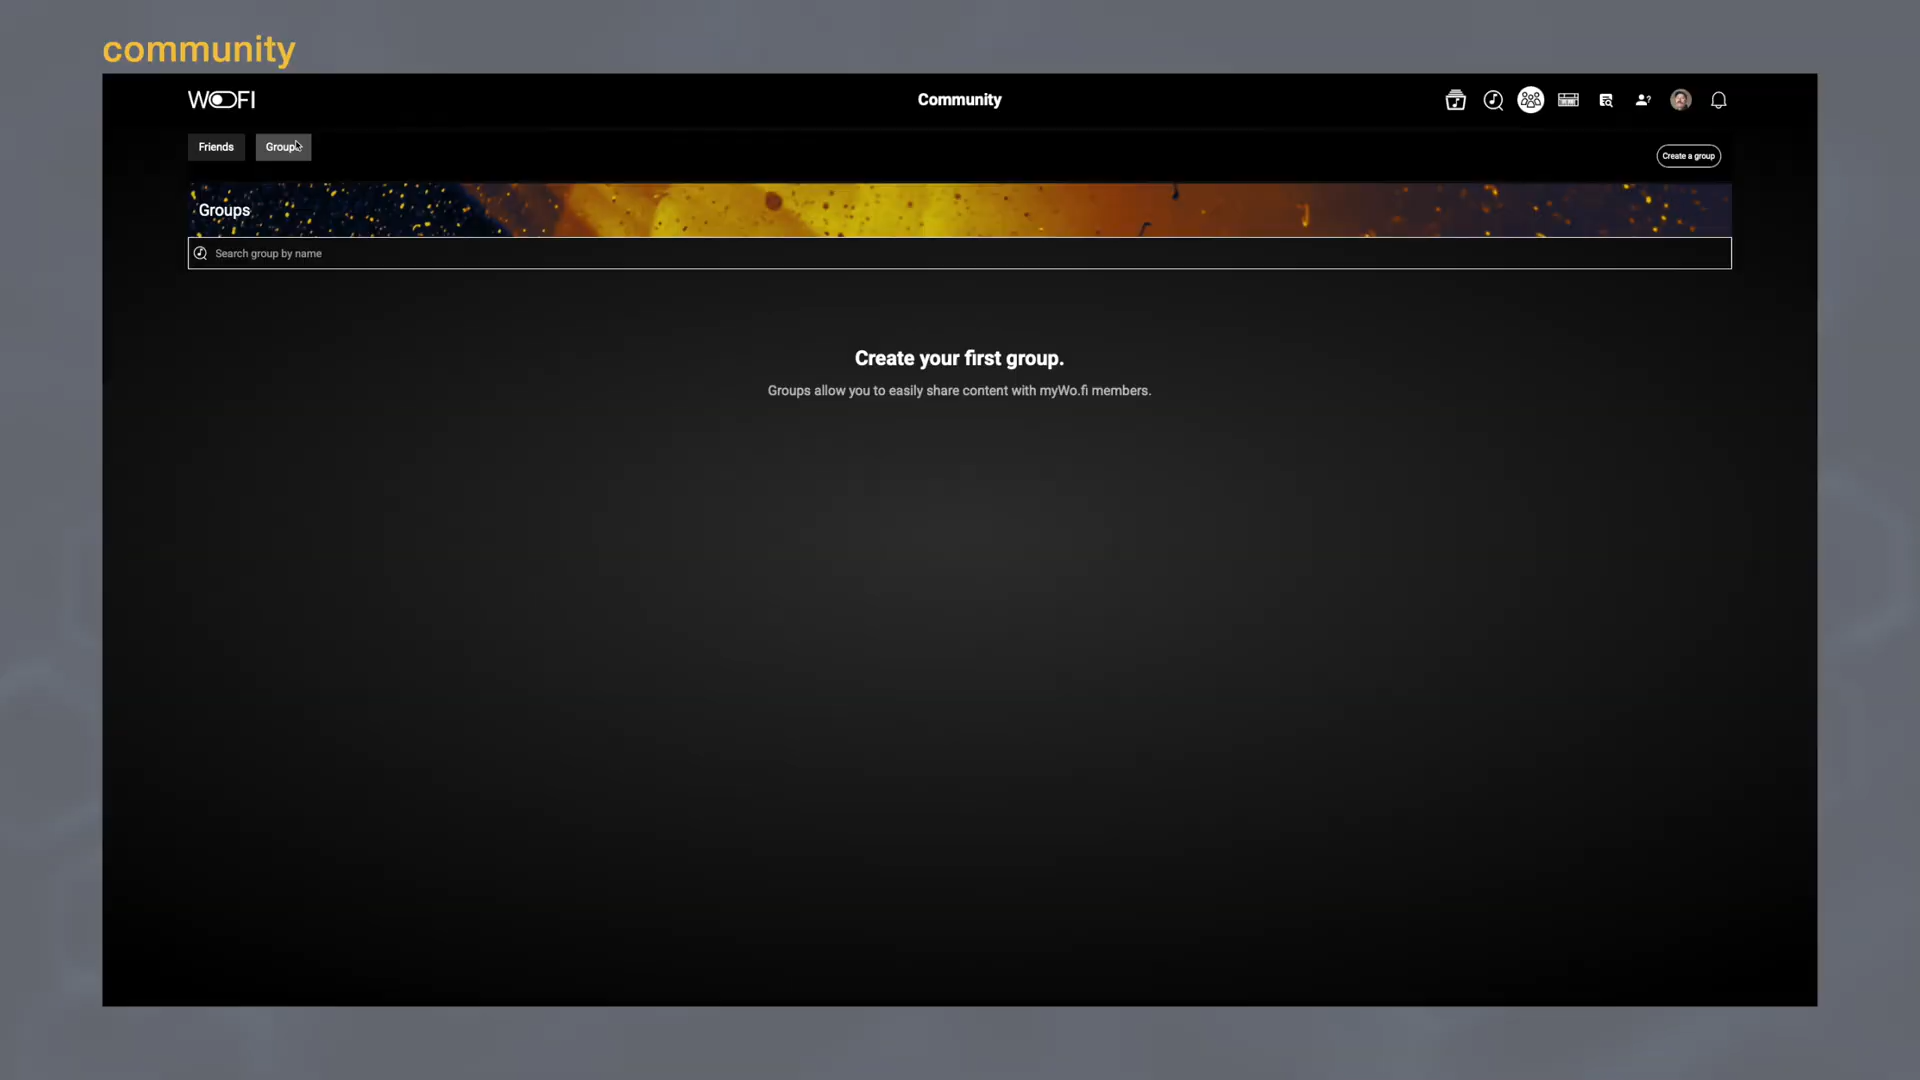 community
WOFI
Community
Friends
Groups
Create a group
Groups
Search group by name
Create your first group.
Groups allow you to easily share content with myWo.fi members.